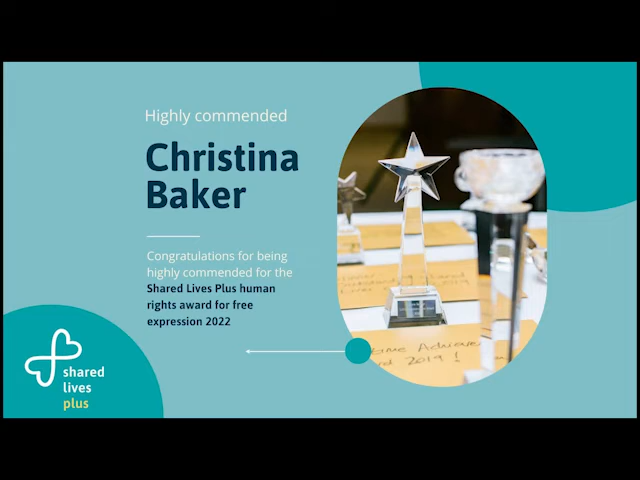 Highly commended
Christina
Baker
Congratulations for being
highly commended for the
Shared Lives Plus human
rights award for free
expression 2022
shared
lives
plus
2019 !